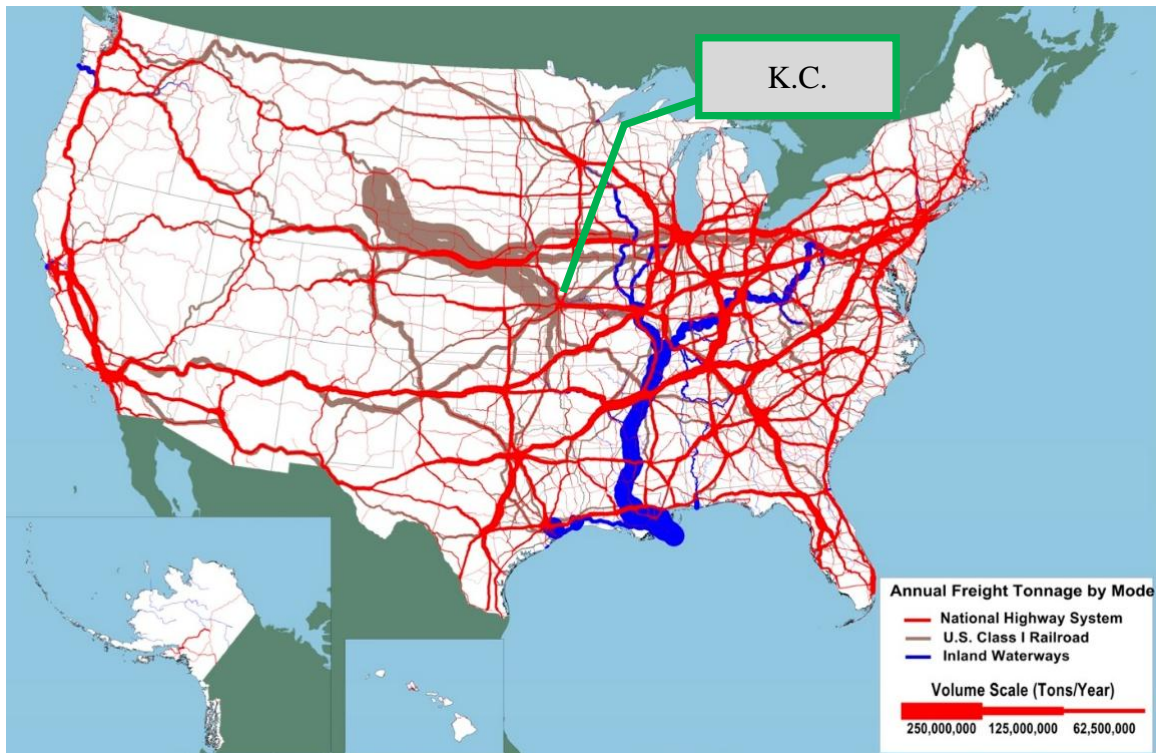 K.C.
Annual Freight Tonnage by Mode
National Highway System
U.S. Class I Railroad
Inland Waterways
Volume Scale (Tons/Year)
250,000,000 125,000,000 62,500,000